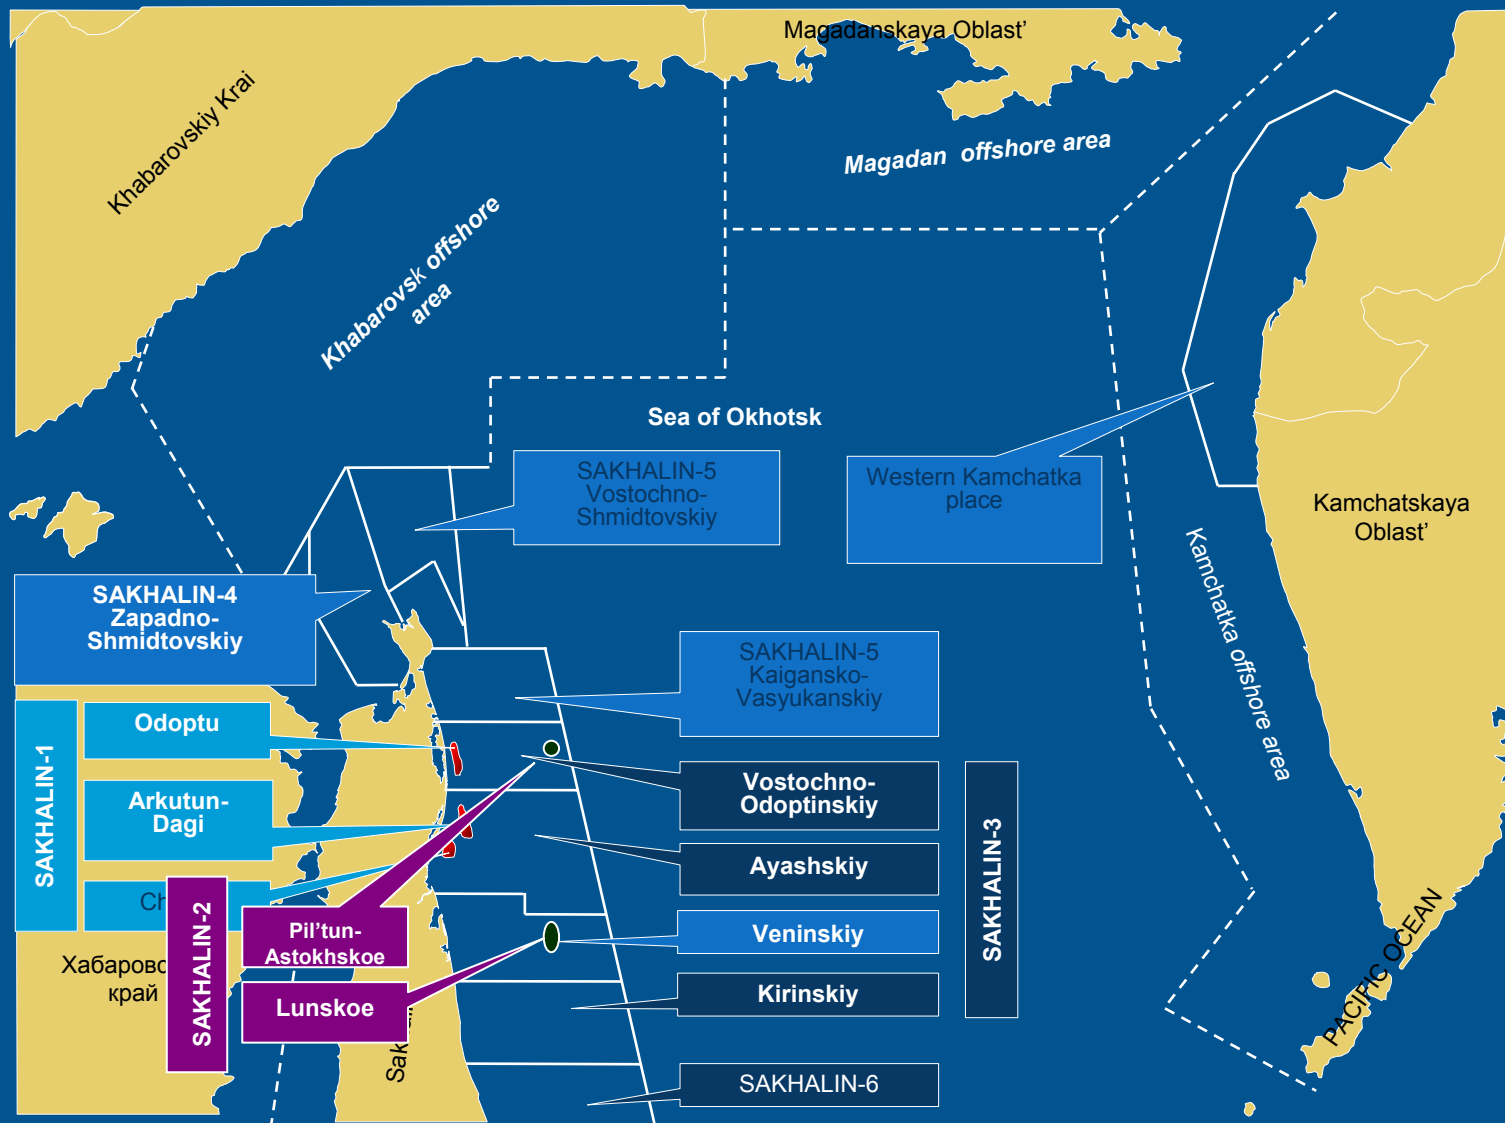 Magadanskaya Oblast’
Khabarovskiy Krai
Magadan offshore area
Khabarovsk offshore
area
Sea of Okhotsk
SAKHALIN-5
Vostochno-
Shmidtovskiy
Western Kamchatka
place
Kamchatskaya
Oblast’
Kamchatka offshore area
SAKHALIN-4
Zapadno-
Shmidtovskiy
SAKHALIN-5
Kaigansko-
Vasyukanskiy
SAKHALIN-1
Odoptu
Arkutun-
Dagi
Vostochno-
Odoptinskiy
Ayashskiy
Veninskiy
Kirinskiy
SAKHALIN-3
SAKHALIN-2
Pil’tun-
Astokhskoe
Lunskoe
край
SAKHALIN-6
PACIFIC OCEAN